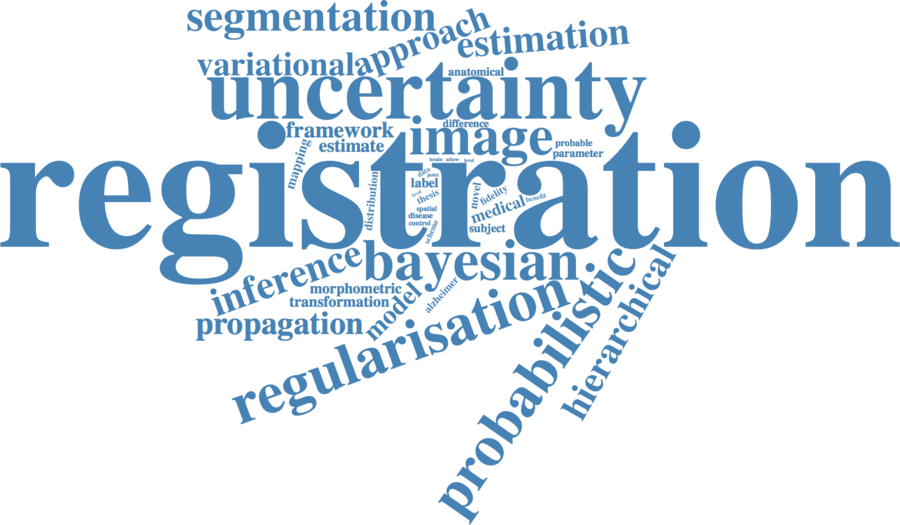 segmentation
approach
estimation
variational
anatomical
uncertainty
difference
framework
image
estimate
probable
parameter
mapping
registration
brain
allow
level
data
point
label
local
thesis
novel
fidelity
benefit
medical
distribution
spatial
disease
control
scheme
subject
inference
bayesian
probabilistic
hierarchical
morphometric
transformation
model
alzheimer
propagation
regularisation